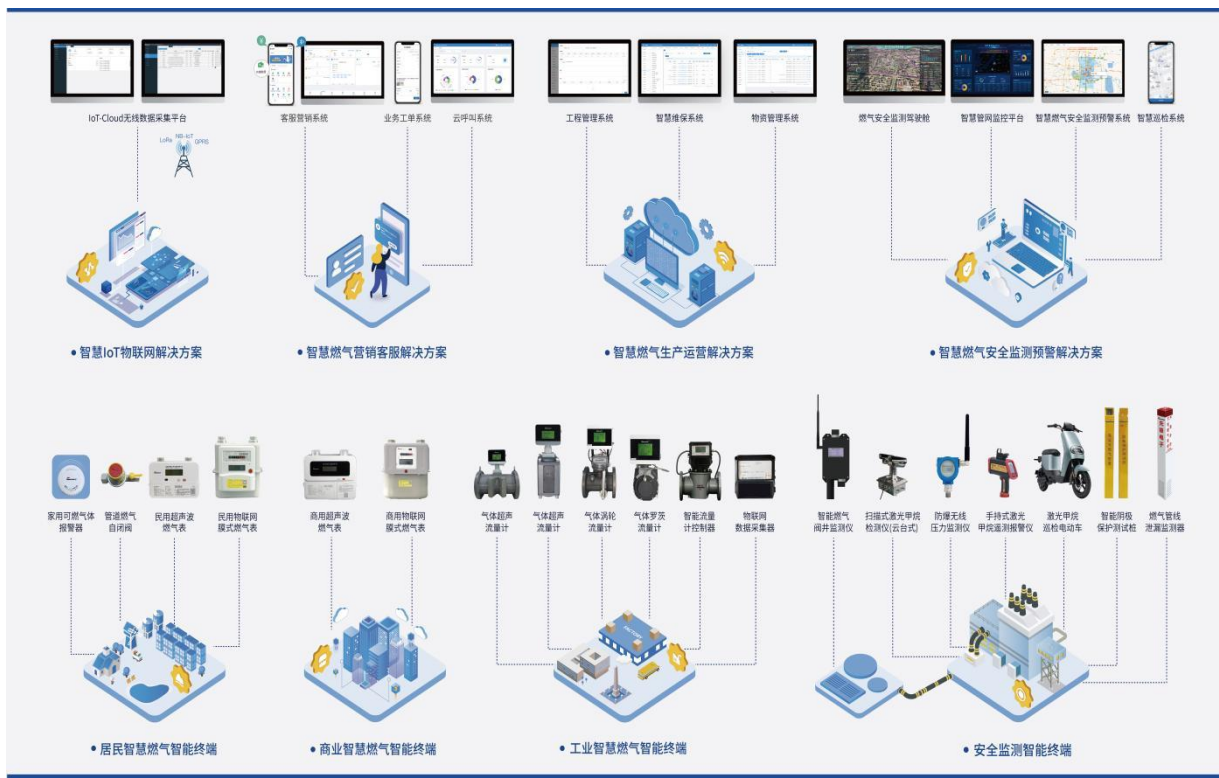 IoT-Cloud无线数据采集平台
客服营销系统
业务工单系统
云呼叫系统
工程管理系统
智慧维保系统
物资管理系统
燃气安全监测驾驶舱
智慧管网监控平台
智慧燃气安全监测预警系统
智慧巡检系统
LoRa
NB-IoT
GPRS
• 智慧IoT物联网解决方案
• 智慧燃气营销客服解决方案
• 智慧燃气生产运营解决方案
• 智慧燃气安全监测预警解决方案
家用可燃气体
报警器
管道燃气
自闭阀
民用超声波
燃气表
民用物联网
膜式燃气表
商用超声波
燃气表
商用物联网
膜式燃气表
气体超声
流量计
气体超声
流量计
气体涡轮
流量计
气体罗茨
流量计
智能流量
计控制器
物联网
数据采集器
智能燃气
阀井监测仪
扫描式激光甲烷
检测仪(云台式)
防爆无线
压力监测仪
手持式激光
甲烷遥测报警仪
激光甲烷
巡检电动车
智能阴极
保护测试桩
燃气管线
泄漏监测器
FACTORY
• 居民智慧燃气智能终端
• 商业智慧燃气智能终端
• 工业智慧燃气智能终端
• 安全监测智能终端